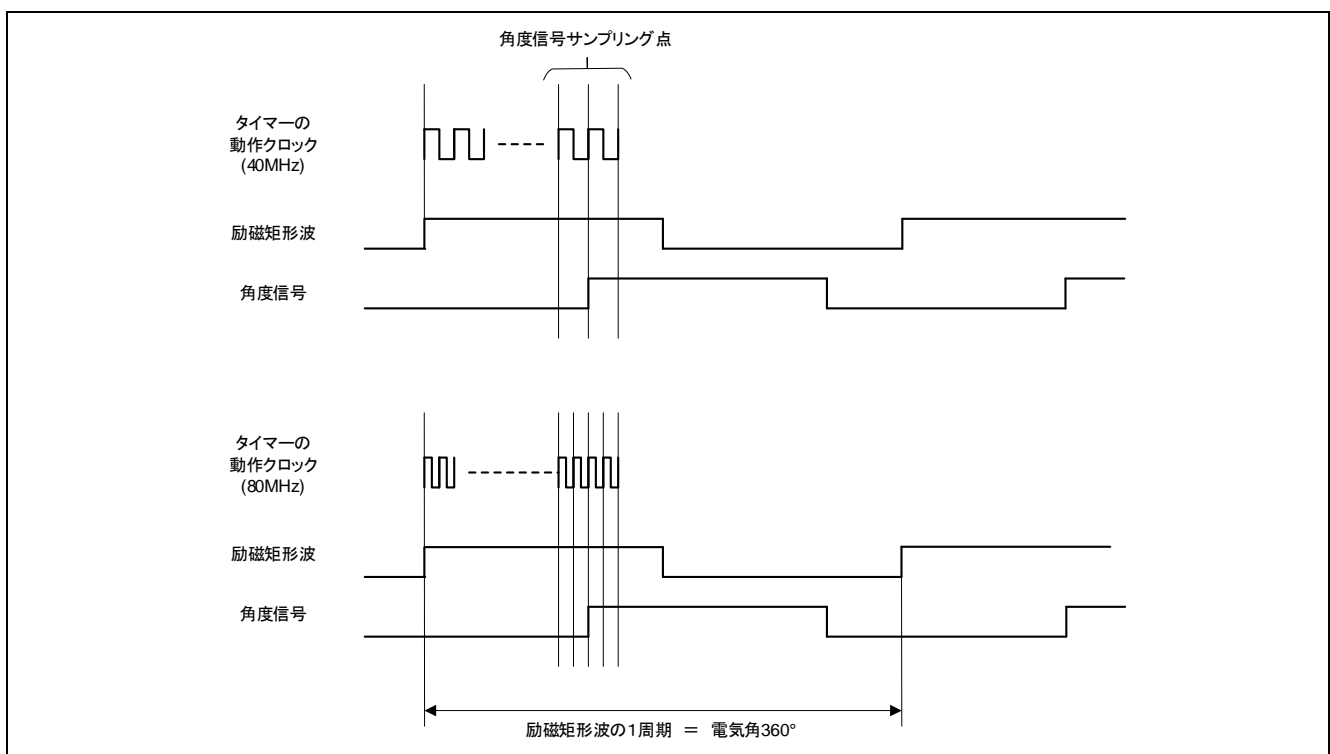 角度信号サンプリング点
タイマーの
動作クロック
(40MHz)
励磁矩形波
角度信号
タイマーの
動作クロック
(80MHz)
励磁矩形波
角度信号
励磁矩形波の1周期 = 電気角360°